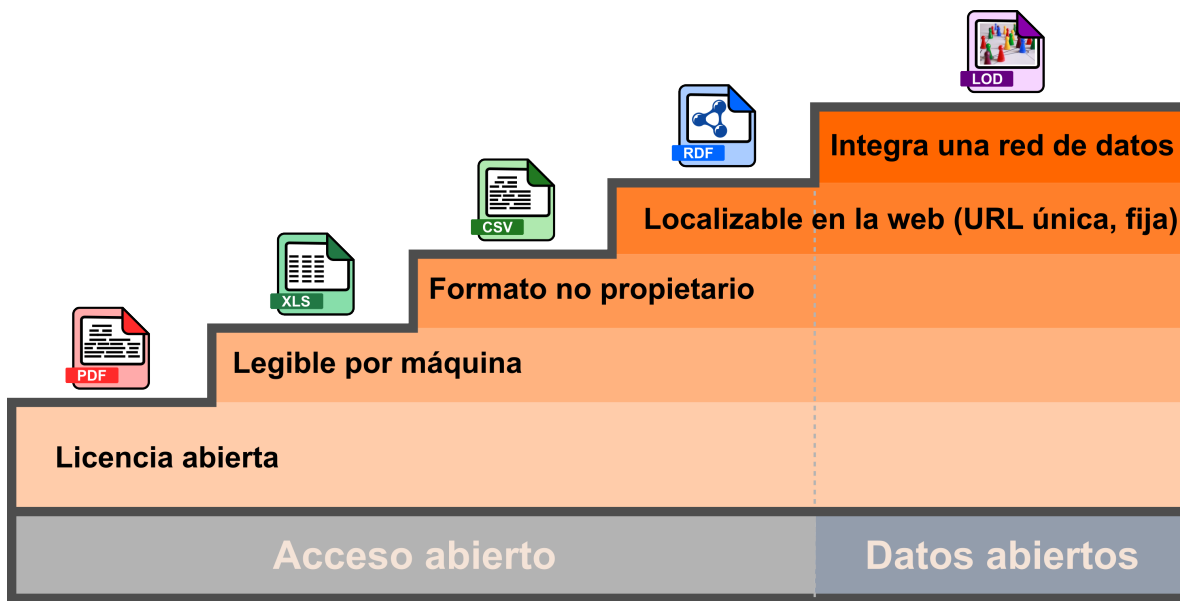 LOD
RDF
Integra una red de datos
CSV
Localizable en la web (URL única, fija)
XLS
Formato no propietario
PDF
Legible por máquina
Licencia abierta
Acceso abierto
Datos abiertos